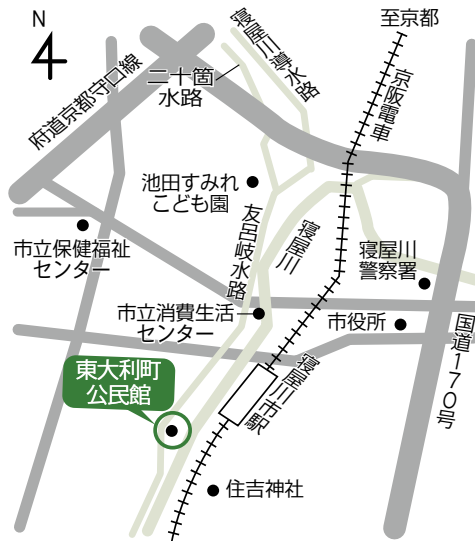 N
至京都
寝屋川導水路
二十箇
水路
府道京都守口線
京阪電車
池田すみれ
こども園
友呂岐水路
寝屋川
市立保健福祉
センター
寝屋川
警察署
市立消費生活
センター
市役所
国道170号
東大利町
公民館
寝屋川市駅
住吉神社